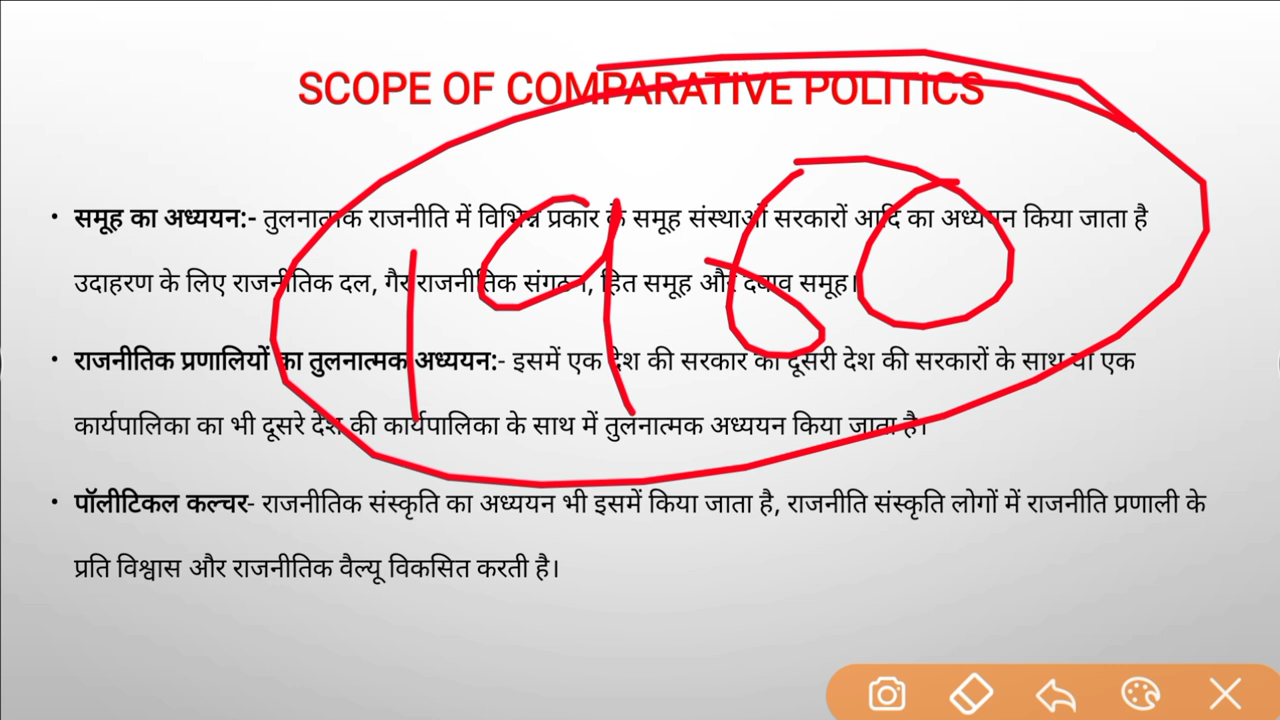 SCOPE OF COMPARATIVE POLITICS
• समूह का अध्ययन:- तुलनात्मक राजनीति में विभिन्न प्रकार के समूह संस्थाओं सरकारों आदि का अध्ययन किया जाता है
उदाहरण के लिए राजनीतिक दल, गैर राजनीतिक संगठन, हित समूह और दबाव समूह।
• राजनीतिक प्रणालियों का तुलनात्मक अध्ययन:- इसमें एक देश की सरकार का दूसरी देश की सरकारों के साथ या एक
कार्यपालिका का भी दूसरे देश की कार्यपालिका के साथ में तुलनात्मक अध्ययन किया जाता है।
• पॉलीटिकल कल्चर- राजनीतिक संस्कृति का अध्ययन भी इसमें किया जाता है, राजनीति संस्कृति लोगों में राजनीति प्रणाली के
प्रति विश्वास और राजनीतिक वैल्यू विकसित करती है।
1960